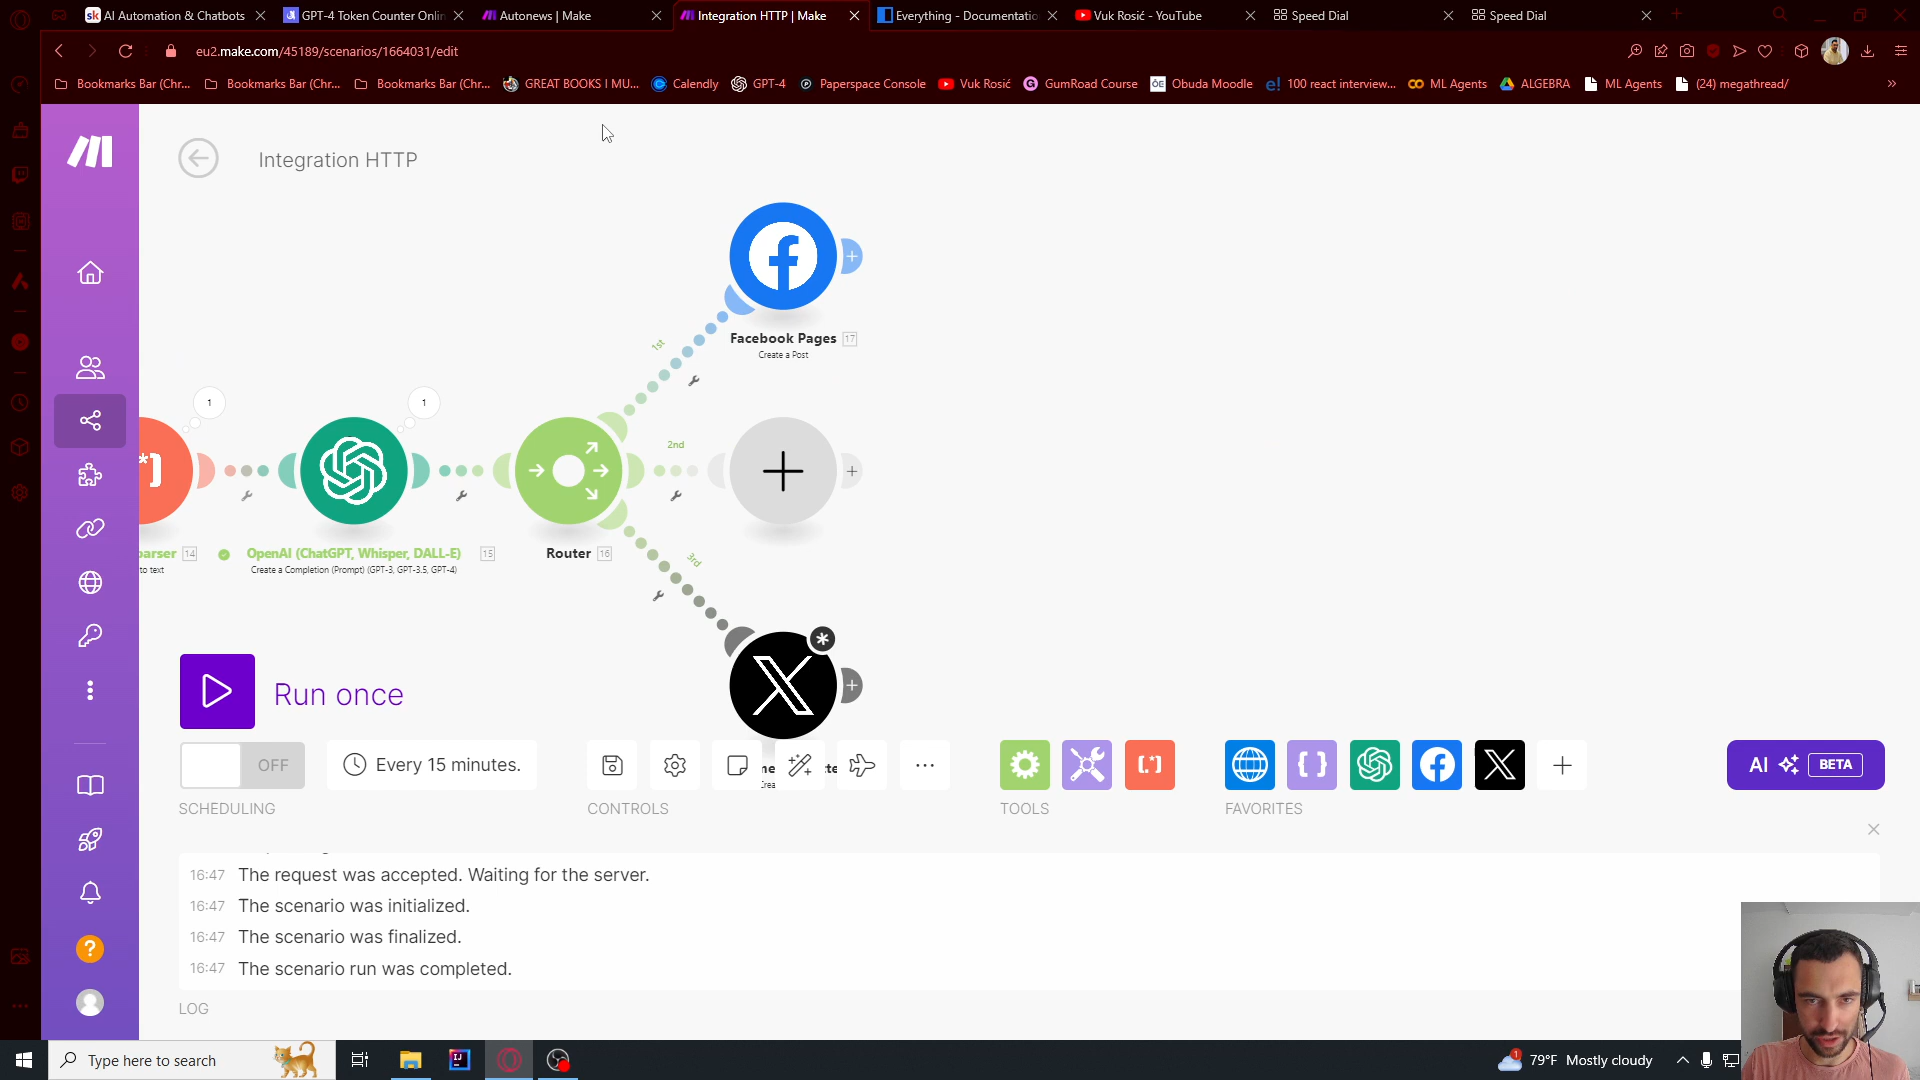 AI Automation & Chatbots
GPT-4 Token Counter Onlin
Autonews | Make
Integration HTTP | Make
Everything - Documentatio
Vuk Rosić - YouTube
Speed Dial
Speed Dial
eu2.make.com/45189/scenarios/1664031/edit
Bookmarks Bar (Chr...
Bookmarks Bar (Chr...
Bookmarks Bar (Chr...
GREAT BOOKS I MU...
Calendly
GPT-4
Paperspace Console
Vuk Rosić
GumRoad Course
Obuda Moodle
100 react interview...
ML Agents
ALGEBRA
ML Agents
(24) megathread/
Integration HTTP
Facebook Pages 17
Create a Post
1st
2nd
3rd
1
1
parser 14
to text
OpenAI (ChatGPT, Whisper, DALL-E) 15
Create a Completion (Prompt) (GPT-3, GPT-3.5, GPT-4)
Router 16
Run once
OFF
Every 15 minutes.
SCHEDULING
CONTROLS
TOOLS
FAVORITES
AI BETA
16:47 The request was accepted. Waiting for the server.
16:47 The scenario was initialized.
16:47 The scenario was finalized.
16:47 The scenario run was completed.
LOG
Type here to search
1
79°F Mostly cloudy